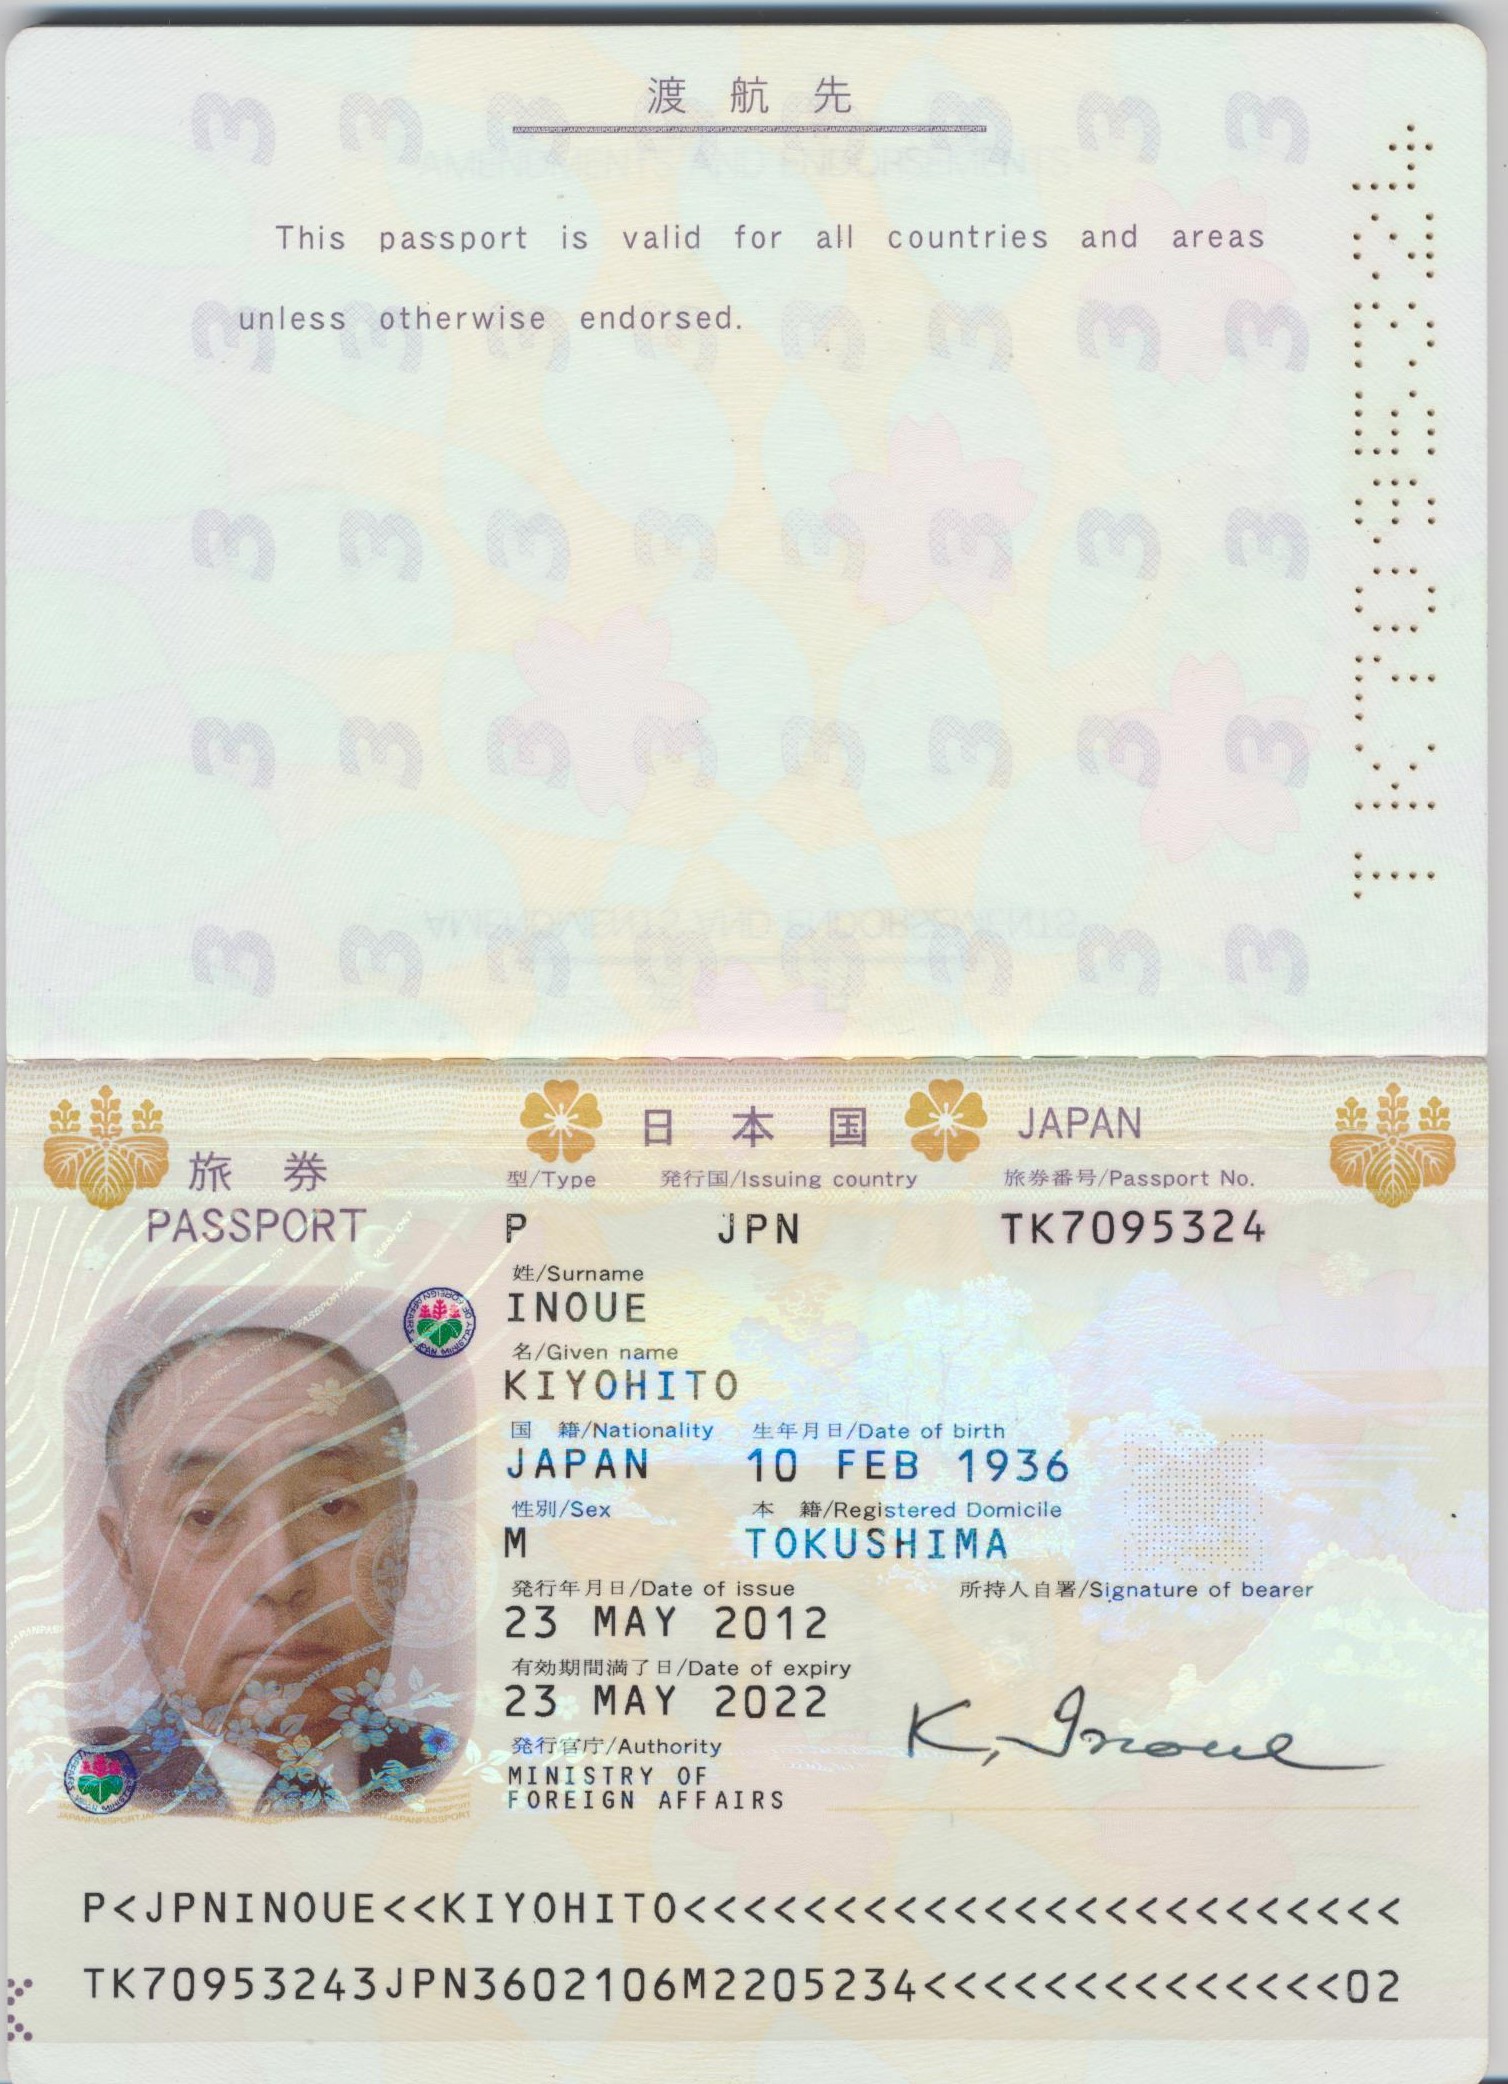 渡航先
This passport is valid for all countries and areas
unless otherwise endorsed.
TK7095324
旅券
PASSPORT
日本国 JAPAN
型/Type 発行国/Issuing country 旅券番号/Passport No.
P JPN TK7095324
姓/Surname
INOUE
名/Given name
KIYOHITO
国 籍/Nationality 生年月日/Date of birth
JAPAN 10 FEB 1936
性別/Sex 本 籍/Registered Domicile
M TOKUSHIMA
発行年月日/Date of issue 所持人自署/Signature of bearer
23 MAY 2012
有効期間満了日/Date of expiry
23 MAY 2022
K. Inoue
発行官庁/Authority
MINISTRY OF
FOREIGN AFFAIRS
P<JPNINOUE<<KIYOHITO<<<<<<<<<<<<<<<<<<<<<<<<
TK70953243JPN3602106M2205234<<<<<<<<<<<<<<02